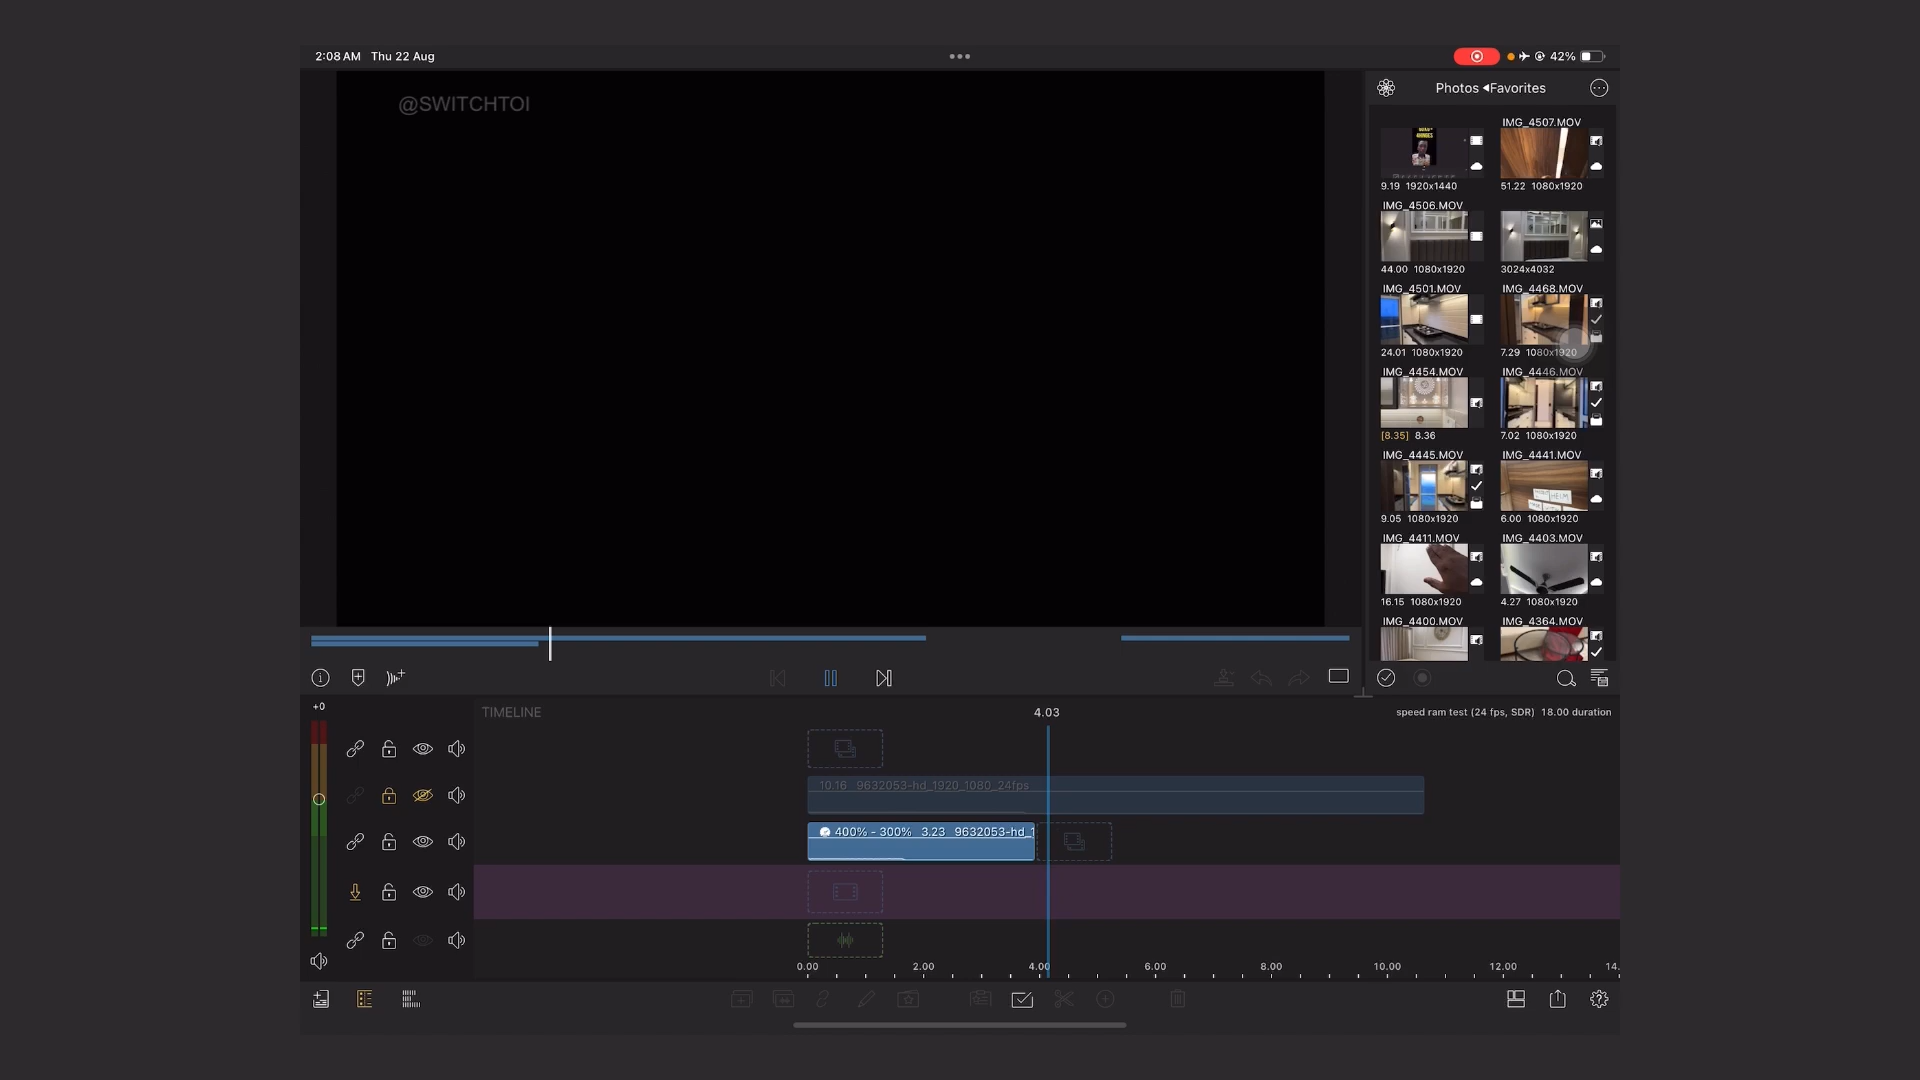 2:08 AM Thu 22 Aug
42%
@SWITCHTOI
Photos ◂Favorites
IMG_4507.MOV
9.19 1920x1440
51.22 1080x1920
IMG_4506.MOV
44.00 1080x1920
3024x4032
IMG_4501.MOV
IMG_4468.MOV
24.01 1080x1920
7.29 1080x1920
IMG_4454.MOV
IMG_4446.MOV
[8.35] 8.36
7.02 1080x1920
IMG_4445.MOV
IMG_4441.MOV
9.05 1080x1920
6.00 1080x1920
IMG_4411.MOV
IMG_4403.MOV
16.15 1080x1920
4.27 1080x1920
IMG_4400.MOV
IMG_4364.MOV
+0
TIMELINE
4.03
speed ram test (24 fps, SDR) 18.00 duration
10.16 9632053-hd_1920_1080_24fps
400% - 300% 3.23 9632053-hd_1
0.00 2.00 4.00 6.00 8.00 10.00 12.00 14.